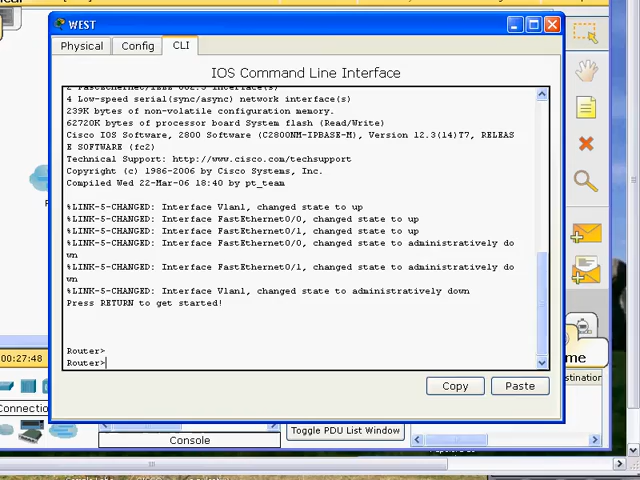 WEST
Physical
Config
CLI
IOS Command Line Interface
4 Low-speed serial(sync/async) network interface(s)
239K bytes of non-volatile configuration memory.
62720K bytes of processor board System flash (Read/Write)
Cisco IOS Software, 2800 Software (C2800NM-IPBASE-M), Version 12.3(14)T7, RELEAS
E SOFTWARE (fc2)
Technical Support: http://www.cisco.com/techsupport
Copyright (c) 1986-2006 by Cisco Systems, Inc.
Compiled Wed 22-Mar-06 18:40 by pt_team
%LINK-5-CHANGED: Interface Vlan1, changed state to up
%LINK-5-CHANGED: Interface FastEthernet0/0, changed state to up
%LINK-5-CHANGED: Interface FastEthernet0/1, changed state to up
%LINK-5-CHANGED: Interface FastEthernet0/0, changed state to administratively do
wn
%LINK-5-CHANGED: Interface FastEthernet0/1, changed state to administratively do
wn
%LINK-5-CHANGED: Interface Vlan1, changed state to administratively down
Press RETURN to get started!
Router>
Router>
Copy
Paste
00:27:48
me
stination
Connectio
Console
Toggle PDU List Window